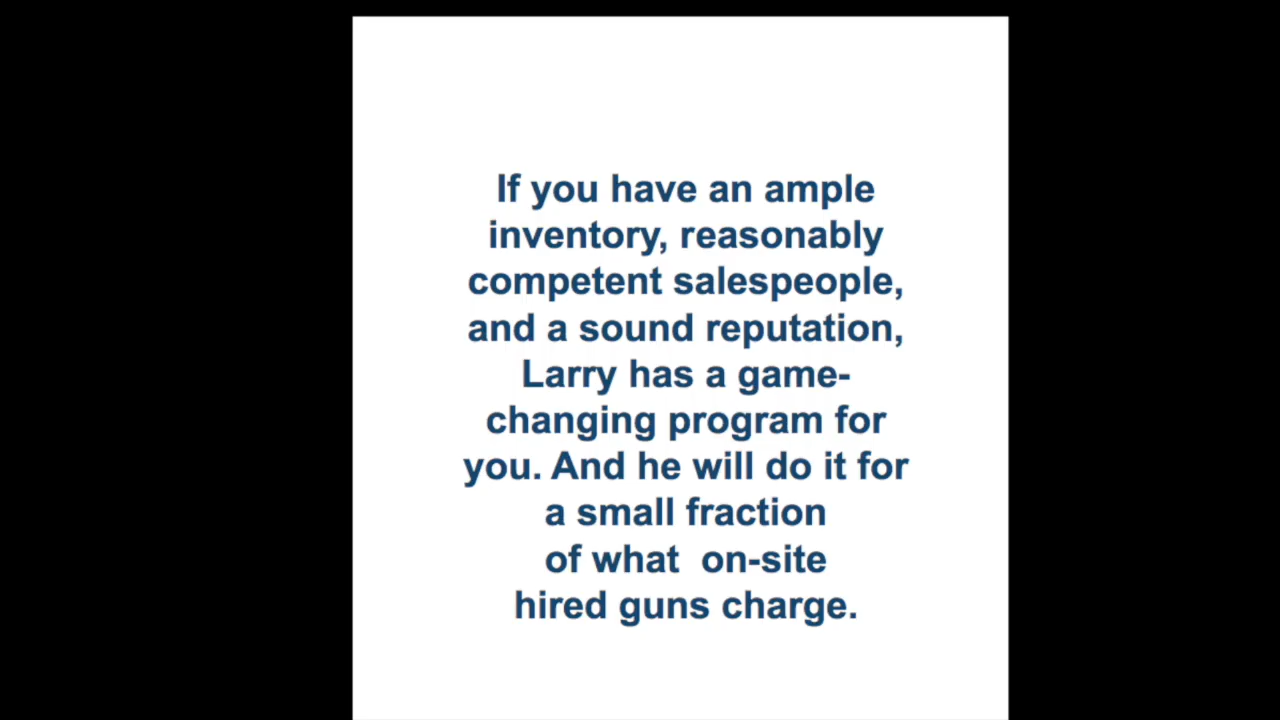 If you have an ample
inventory, reasonably
competent salespeople,
and a sound reputation,
Larry has a game-
changing program for
you. And he will do it for
a small fraction
of what  on-site
hired guns charge.